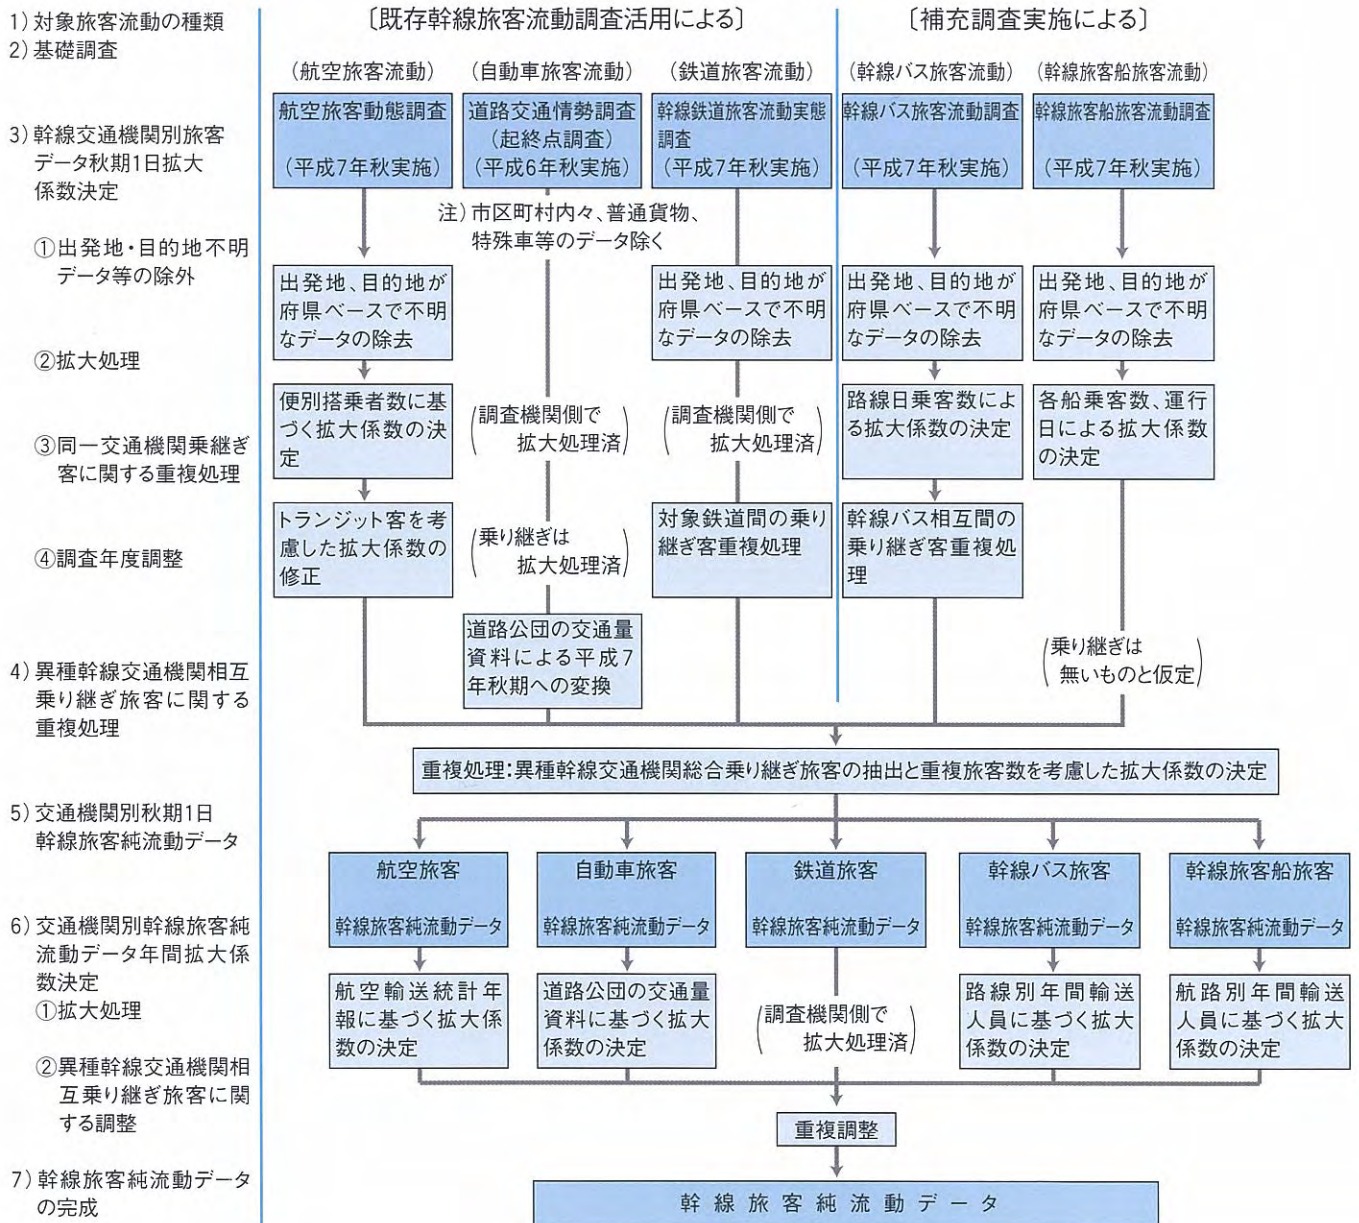 1)対象旅客流動の種類
2)基礎調査
3)幹線交通機関別旅客
データ秋期1日拡大
係数決定
①出発地・目的地不明
データ等の除外
②拡大処理
③同一交通機関乗継ぎ
客に関する重複処理
④調査年度調整
4)異種幹線交通機関相互
乗り継ぎ旅客に関する
重複処理
5)交通機関別秋期1日
幹線旅客純流動データ
6)交通機関別幹線旅客純
流動データ年間拡大係
数決定
①拡大処理
②異種幹線交通機関相
互乗り継ぎ旅客に関
する調整
7)幹線旅客純流動データ
の完成
〔既存幹線旅客流動調査活用による〕
〔補充調査実施による〕
(航空旅客流動)
(自動車旅客流動)
(鉄道旅客流動)
(幹線バス旅客流動)
(幹線旅客船旅客流動)
航空旅客動態調査
(平成7年秋実施)
道路交通情勢調査
(起終点調査)
(平成6年秋実施)
幹線鉄道旅客流動実態
調査
(平成7年秋実施)
幹線バス旅客流動調査
(平成7年秋実施)
幹線旅客船旅客流動調査
(平成7年秋実施)
注)市区町村内々、普通貨物、
特殊車等のデータ除く
出発地、目的地が
府県ベースで不明
なデータの除去
出発地、目的地が
府県ベースで不明
なデータの除去
出発地、目的地が
府県ベースで不明
なデータの除去
出発地、目的地が
府県ベースで不明
なデータの除去
便別搭乗者数に基
づく拡大係数の決
定
(調査機関側で
拡大処理済)
(調査機関側で
拡大処理済)
路線日乗客数によ
る拡大係数の決定
各船乗客数、運行
日による拡大係数
の決定
トランジット客を考
慮した拡大係数の
修正
(乗り継ぎは
拡大処理済)
対象鉄道間の乗り
継ぎ客重複処理
幹線バス相互間の
乗り継ぎ客重複処
理
道路公団の交通量
資料による平成7
年秋期への変換
(乗り継ぎは
無いものと仮定)
重複処理:異種幹線交通機関総合乗り継ぎ旅客の抽出と重複旅客数を考慮した拡大係数の決定
航空旅客
幹線旅客純流動データ
自動車旅客
幹線旅客純流動データ
鉄道旅客
幹線旅客純流動データ
幹線バス旅客
幹線旅客純流動データ
幹線旅客船旅客
幹線旅客純流動データ
航空輸送統計年
報に基づく拡大係
数の決定
道路公団の交通量
資料に基づく拡大
係数の決定
(調査機関側で
拡大処理済)
路線別年間輸送
人員に基づく拡大
係数の決定
航路別年間輸送
人員に基づく拡大
係数の決定
重複調整
幹線旅客純流動データ